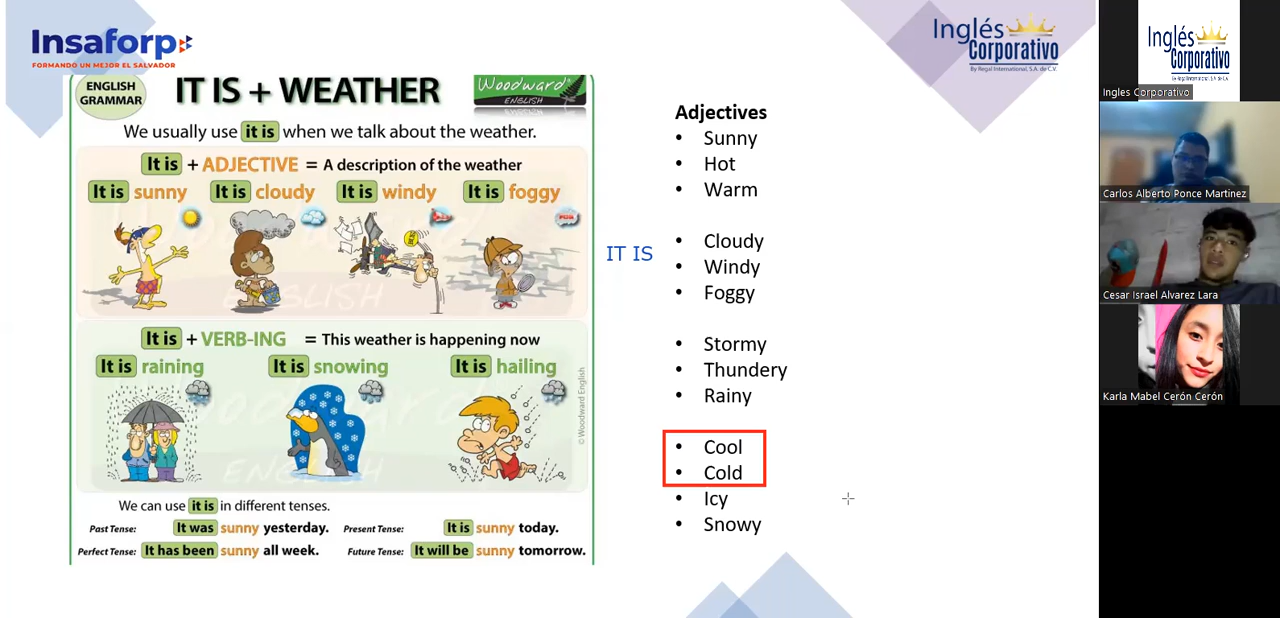 Insaforp
FORMANDO UN MEJOR EL SALVADOR
Inglés
Corporativo
By Regal International, S.A. de C.V.
ENGLISH
GRAMMAR
IT IS + WEATHER
Woodward
ENGLISH
We usually use it is when we talk about the weather.
It is + ADJECTIVE = A description of the weather
It is sunny It is cloudy It is windy It is foggy
It is + VERB-ING = This weather is happening now
It is raining It is snowing It is hailing
© Woodward English
We can use it is in different tenses.
Past Tense: It was sunny yesterday. Present Tense: It is sunny today.
Perfect Tense: It has been sunny all week. Future Tense: It will be sunny tomorrow.
IT IS
Adjectives
• Sunny
• Hot
• Warm
• Cloudy
• Windy
• Foggy
• Stormy
• Thundery
• Rainy
• Cool
• Cold
• Icy
• Snowy
Inglés
Corporativo
By Regal International, S.A. de C.V.
Ingles Corporativo
Carlos Alberto Ponce Martinez
Cesar Israel Alvarez Lara
Karla Mabel Cerón Cerón